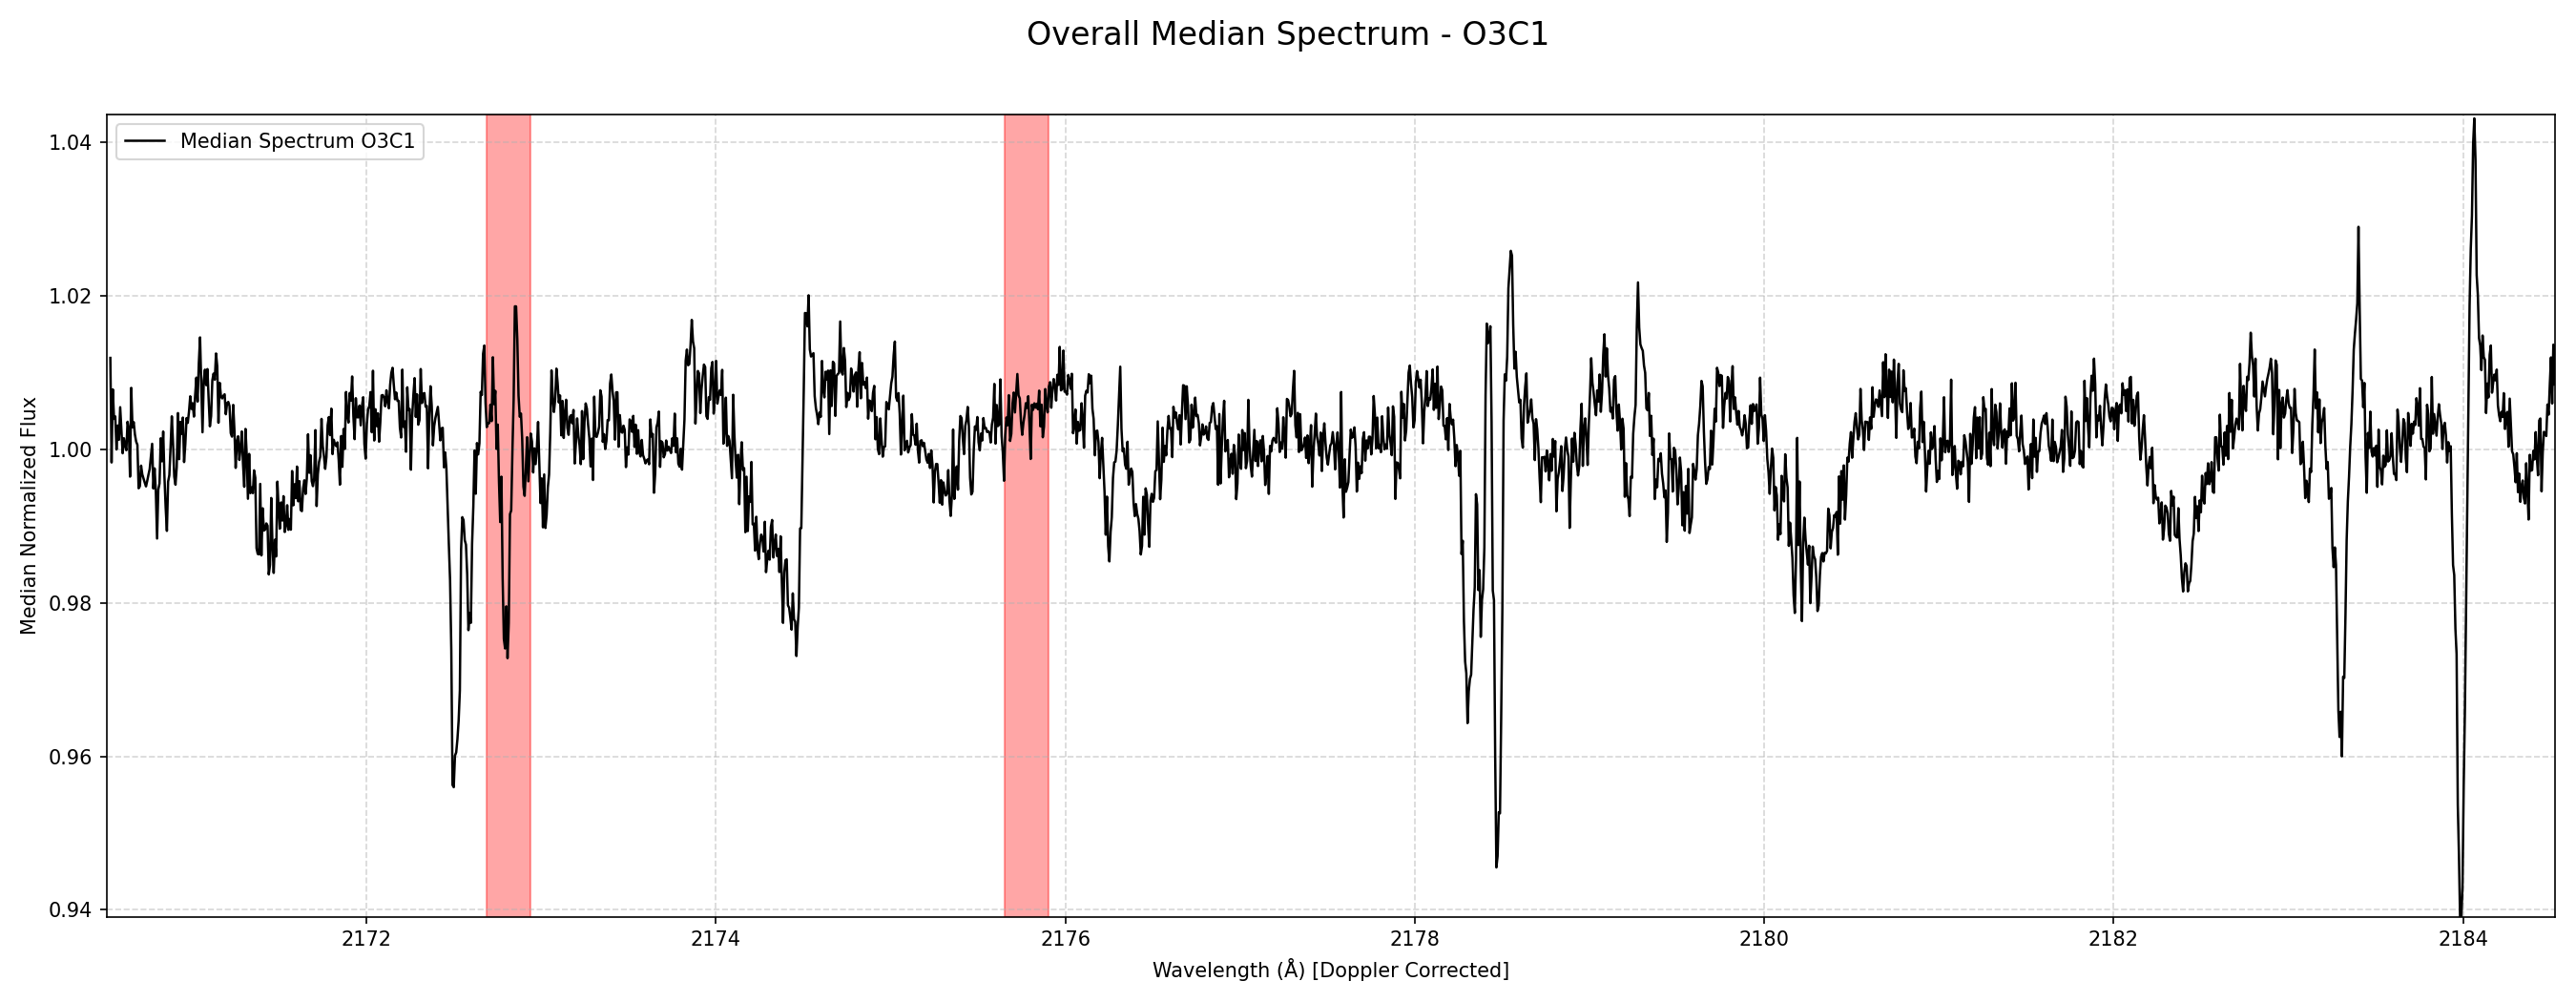 Overall Median Spectrum - O3C1
Median Spectrum O3C1
Median Normalized Flux
1.04
1.02
1.00
0.98
0.96
0.94
2172 2174 2176 2178 2180 2182 2184
Wavelength (Å) [Doppler Corrected]